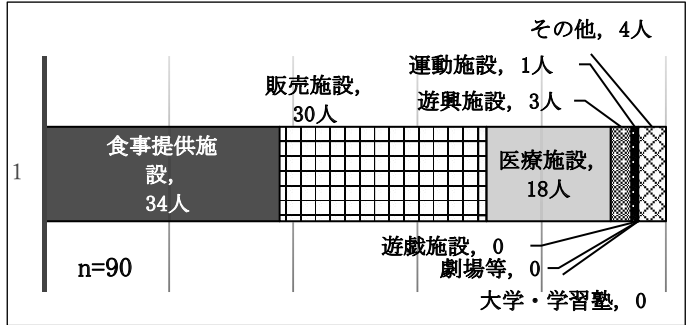 その他, 4人
運動施設, 1人
販売施設,
30人
遊興施設, 3人
食事提供施
設,
34人
医療施設,
18人
1
遊戯施設, 0
劇場等, 0
大学・学習塾, 0
n=90